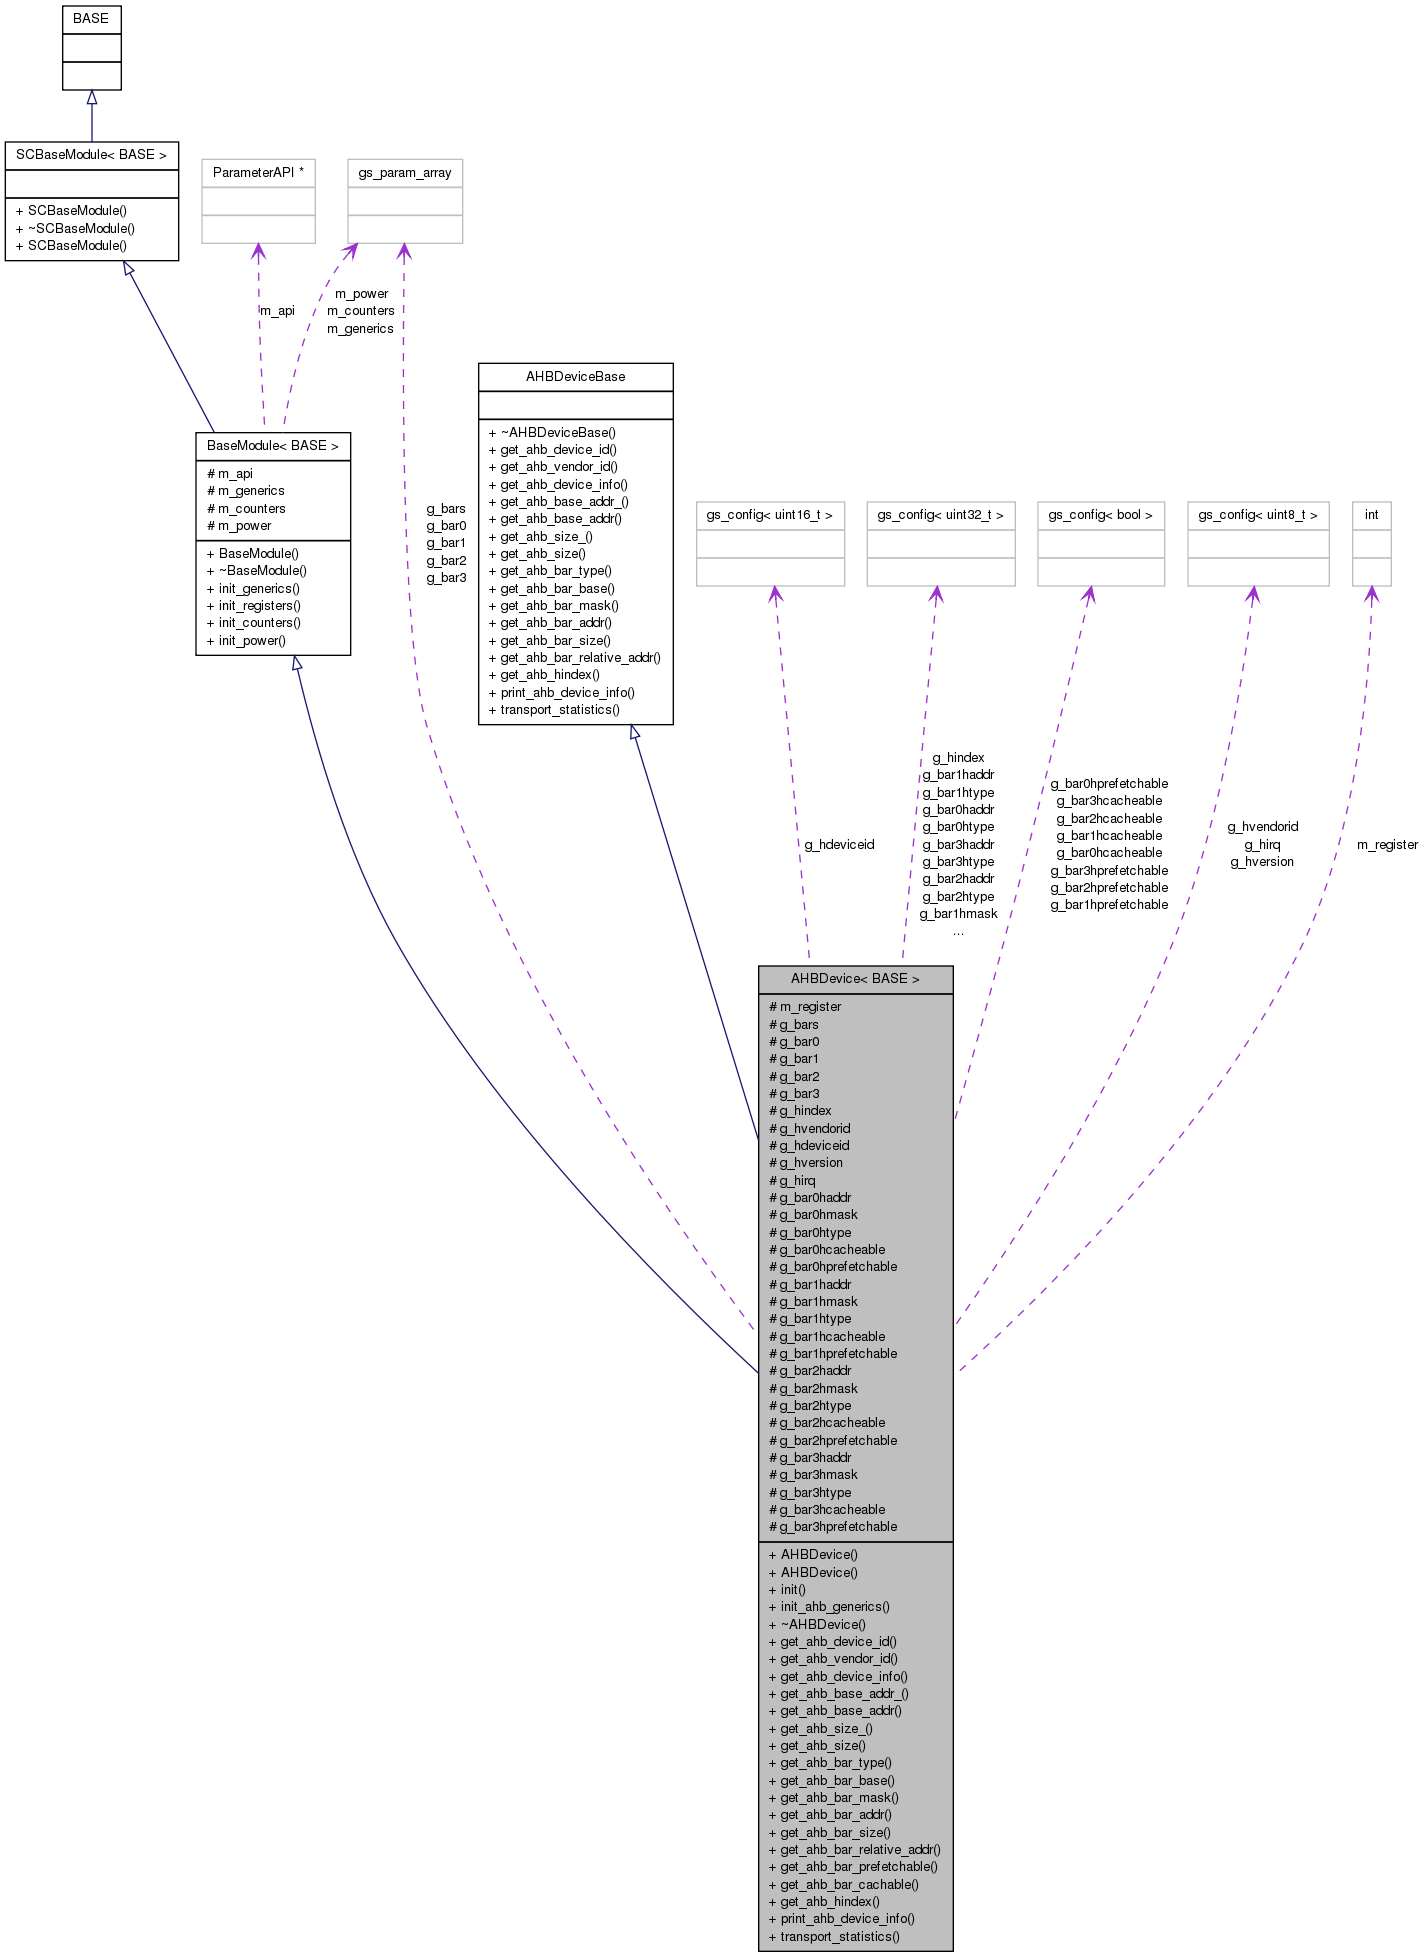 BASE
SCBaseModule< BASE >
+ SCBaseModule()
+ ~SCBaseModule()
+ SCBaseModule()
ParameterAPI *
gs_param_array
m_api
m_power
m_counters
m_generics
BaseModule< BASE >
# m_api
# m_generics
# m_counters
# m_power
+ BaseModule()
+ ~BaseModule()
+ init_generics()
+ init_registers()
+ init_counters()
+ init_power()
g_bars
g_bar0
g_bar1
g_bar2
g_bar3
AHBDeviceBase
+ ~AHBDeviceBase()
+ get_ahb_device_id()
+ get_ahb_vendor_id()
+ get_ahb_device_info()
+ get_ahb_base_addr_()
+ get_ahb_base_addr()
+ get_ahb_size_()
+ get_ahb_size()
+ get_ahb_bar_type()
+ get_ahb_bar_base()
+ get_ahb_bar_mask()
+ get_ahb_bar_addr()
+ get_ahb_bar_size()
+ get_ahb_bar_relative_addr()
+ get_ahb_hindex()
+ print_ahb_device_info()
+ transport_statistics()
gs_config< uint16_t >
gs_config< uint32_t >
gs_config< bool >
gs_config< uint8_t >
int
g_hdeviceid
g_hindex
g_bar1haddr
g_bar1htype
g_bar0haddr
g_bar0htype
g_bar3haddr
g_bar3htype
g_bar2haddr
g_bar2htype
g_bar1hmask
...
g_bar0hprefetchable
g_bar3hcacheable
g_bar2hcacheable
g_bar1hcacheable
g_bar0hcacheable
g_bar3hprefetchable
g_bar2hprefetchable
g_bar1hprefetchable
g_hvendorid
g_hirq
g_hversion
m_register
AHBDevice< BASE >
# m_register
# g_bars
# g_bar0
# g_bar1
# g_bar2
# g_bar3
# g_hindex
# g_hvendorid
# g_hdeviceid
# g_hversion
# g_hirq
# g_bar0haddr
# g_bar0hmask
# g_bar0htype
# g_bar0hcacheable
# g_bar0hprefetchable
# g_bar1haddr
# g_bar1hmask
# g_bar1htype
# g_bar1hcacheable
# g_bar1hprefetchable
# g_bar2haddr
# g_bar2hmask
# g_bar2htype
# g_bar2hcacheable
# g_bar2hprefetchable
# g_bar3haddr
# g_bar3hmask
# g_bar3htype
# g_bar3hcacheable
# g_bar3hprefetchable
+ AHBDevice()
+ AHBDevice()
+ init()
+ init_ahb_generics()
+ ~AHBDevice()
+ get_ahb_device_id()
+ get_ahb_vendor_id()
+ get_ahb_device_info()
+ get_ahb_base_addr_()
+ get_ahb_base_addr()
+ get_ahb_size_()
+ get_ahb_size()
+ get_ahb_bar_type()
+ get_ahb_bar_base()
+ get_ahb_bar_mask()
+ get_ahb_bar_addr()
+ get_ahb_bar_size()
+ get_ahb_bar_relative_addr()
+ get_ahb_bar_prefetchable()
+ get_ahb_bar_cachable()
+ get_ahb_hindex()
+ print_ahb_device_info()
+ transport_statistics()